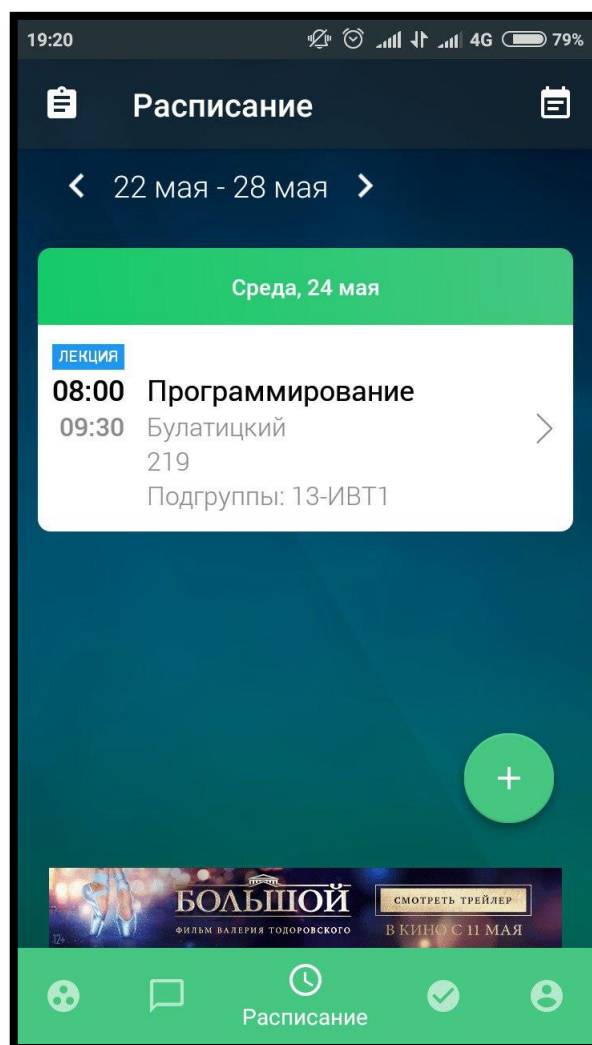 19:20 4G 79%
Расписание
22 мая - 28 мая
Среда, 24 мая
ЛЕКЦИЯ
08:00 Программирование
09:30 Булатицкий
219
Подгруппы: 13-ИВТ1
+
БОЛЬШОЙ
ФИЛЬМ ВАЛЕРИЯ ТОДОРОВСКОГО
СМОТРЕТЬ ТРЕЙЛЕР
В КИНО С 11 МАЯ
12+
Расписание